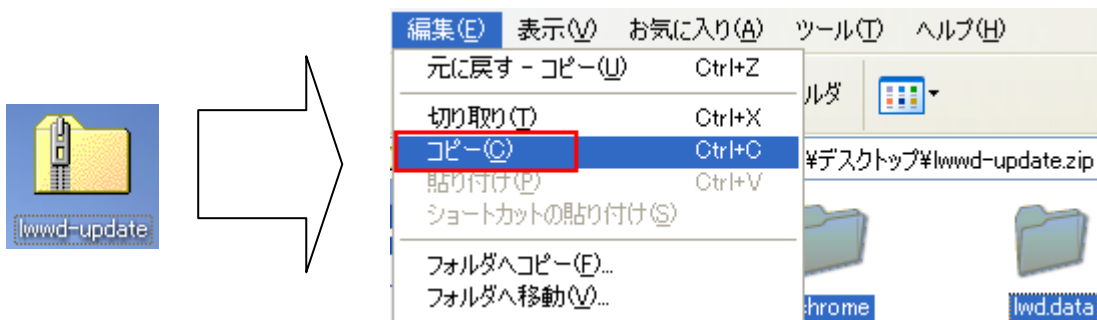 lwwd-update
編集(E) 表示(V) お気に入り(A) ツール(T) ヘルプ(H)
元に戻す - コピー(U) Ctrl+Z
ルダ
切り取り(T) Ctrl+X
コピー(C) Ctrl+C
¥デスクトップ¥lwwd-update.zip
貼り付け(P) Ctrl+V
ショートカットの貼り付け(S)
フォルダへコピー(F)...
フォルダへ移動(V)...
chrome lwd.data